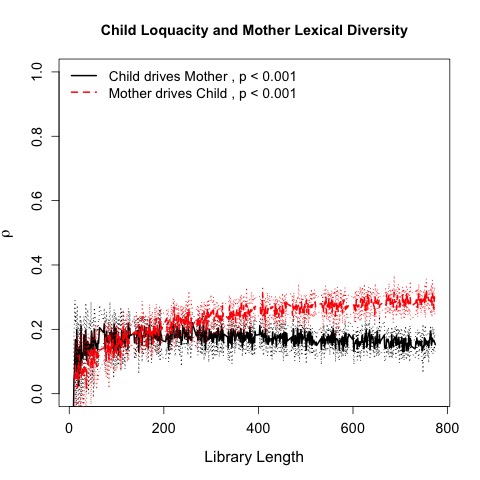 Child Loquacity and Mother Lexical Diversity
Child drives Mother , p < 0.001
Mother drives Child , p < 0.001
ρ
1.0
0.8
0.6
0.4
0.2
0.0
0 200 400 600 800
Library Length